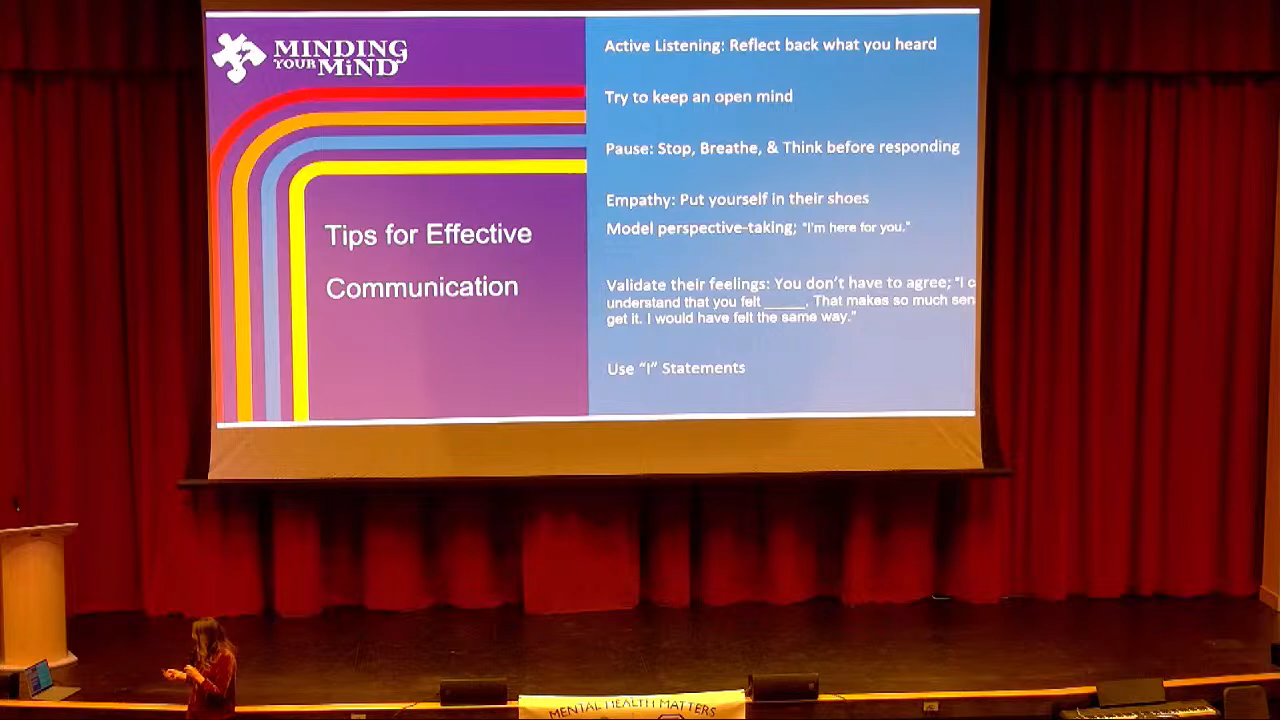 MINDING
YOUR MiND
Tips for Effective
Communication
Active Listening: Reflect back what you heard
Try to keep an open mind
Pause: Stop, Breathe, & Think before responding
Empathy: Put yourself in their shoes
Model perspective-taking; "I'm here for you."
Validate their feelings: You don't have to agree; "I c
understand that you felt ______. That makes so much sen
get it. I would have felt the same way."
Use "I" Statements
MENTAL HEALTH MATTERS